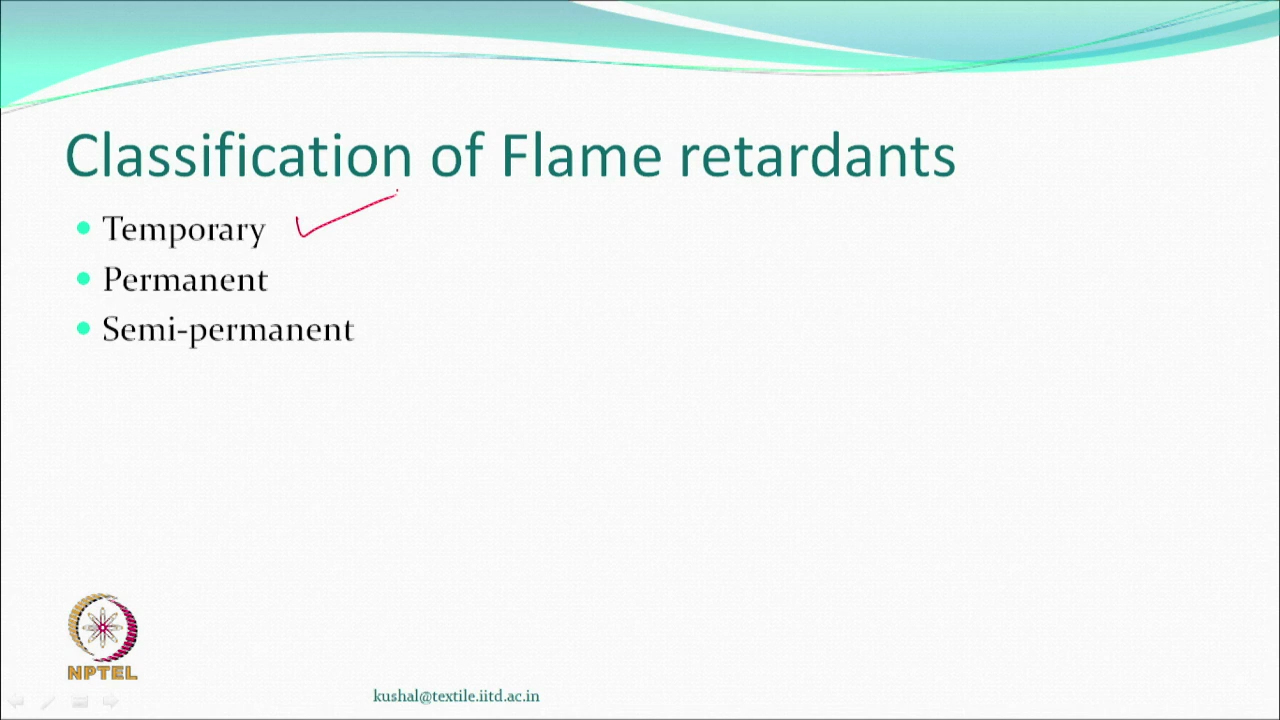 Classification of Flame retardants
Temporary
Permanent
Semi-permanent
NPTEL
kushal@textile.iitd.ac.in